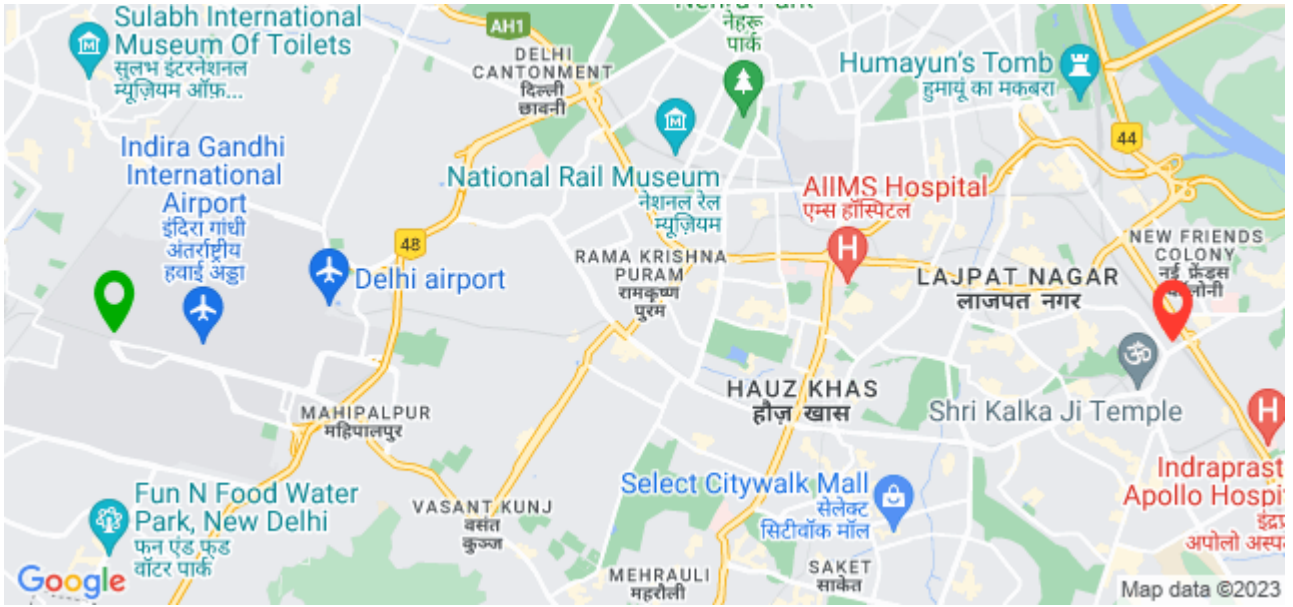 Sulabh International
Museum Of Toilets
सुलभ इंटरनेशनल
म्यूज़ियम ऑफ़...
AH1
DELHI
CANTONMENT
दिल्ली
छावनी
Nehru Park
नेहरू
पार्क
Humayun's Tomb
हुमायूं का मकबरा
44
Indira Gandhi
International
Airport
इंदिरा गांधी
अंतर्राष्ट्रीय
हवाई अड्डा
National Rail Museum
नेशनल रेल
म्यूज़ियम
AIIMS Hospital
एम्स हॉस्पिटल
48
Delhi airport
RAMA KRISHNA
PURAM
रामकृष्ण
पुरम
LAJPAT NAGAR
लाजपत नगर
NEW FRIENDS
COLONY
नई फ्रेंड्स
HAUZ KHAS
हौज़ खास
Shri Kalka Ji Temple
MAHIPALPUR
महिपालपुर
Fun N Food Water
Park, New Delhi
फन एंड फूड
वॉटर पार्क
VASANT KUNJ
वसंत
कुञ्ज
Select Citywalk Mall
सेलेक्ट
सिटीवॉक मॉल
Apollo
अपोलो
MEHRAULI
महरौली
SAKET
साकेत
Google
Map data ©2023